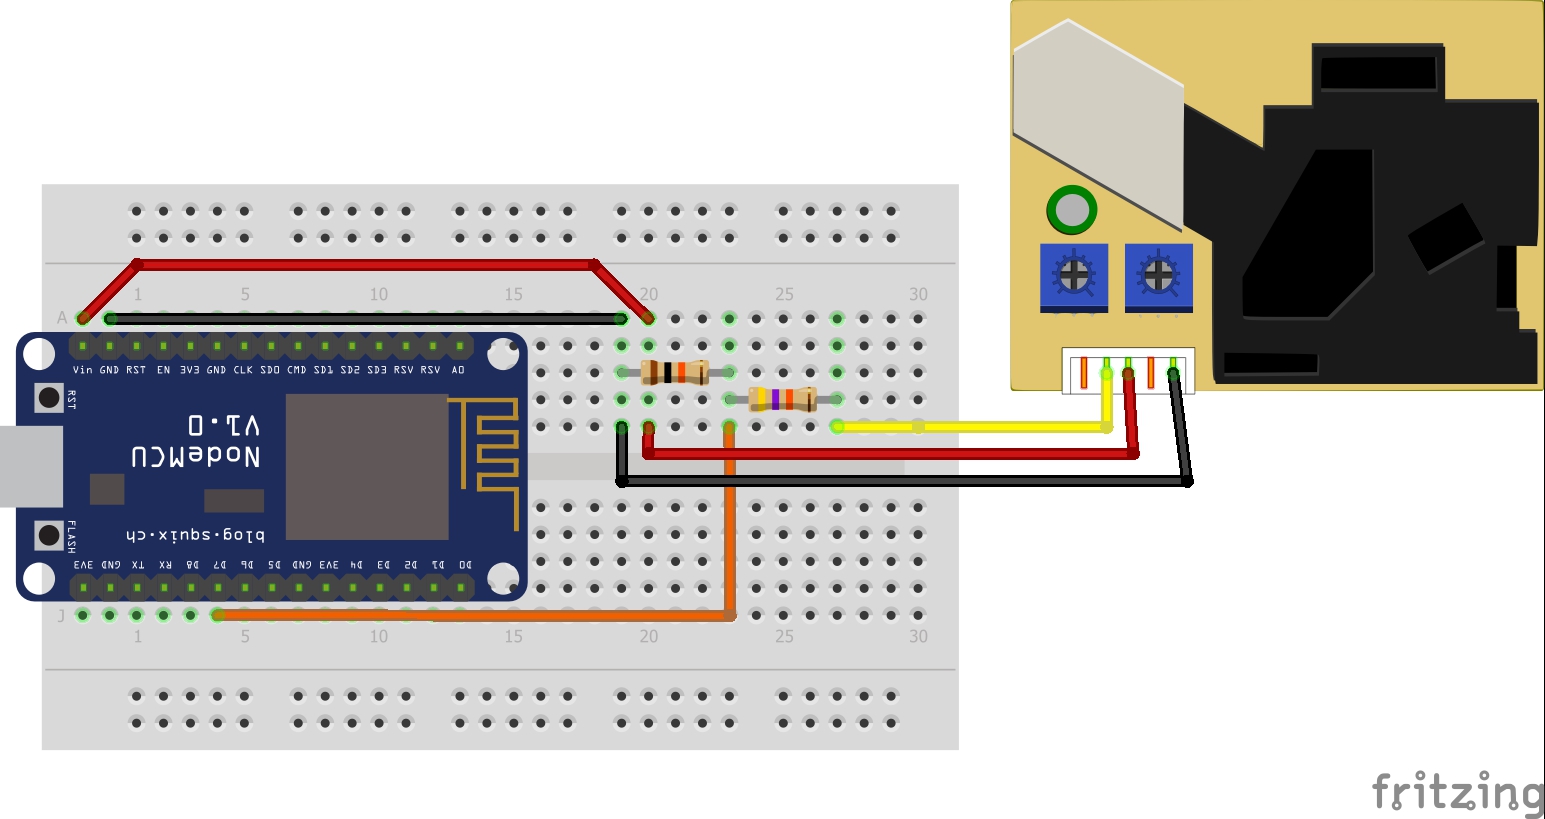 1 5 10 15 20 25 30
A
Vin GND RST EN 3V3 GND CLK SD0 CMD SD1 SD2 SD3 RSV RSV A0
RST
V1.0
NodeMCU
FLASH
blog.squix.ch
3V3 GND TX RX D8 D7 D6 D5 GND 3V3 D4 D3 D2 D1 D0
J
1 5 10 15 20 25 30
fritzing